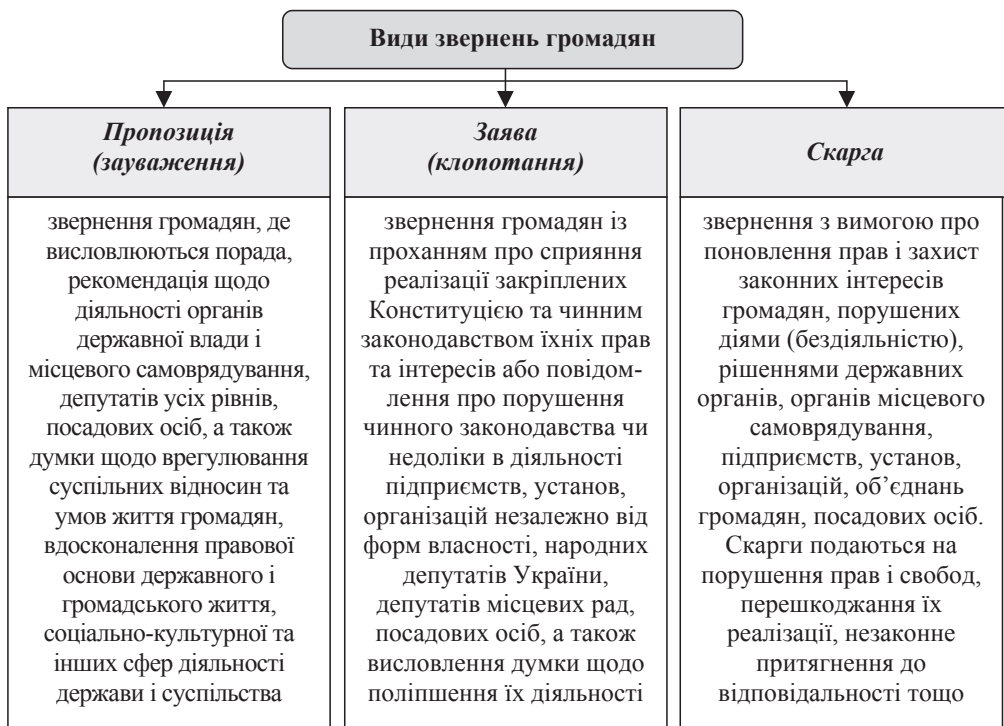 Види звернень громадян
Пропозиція
(зауваження)
звернення громадян, де
висловлюються порада,
рекомендація щодо
діяльності органів
державної влади і
місцевого самоврядування,
депутатів усіх рівнів,
посадових осіб, а також
думки щодо врегулювання
суспільних відносин та
умов життя громадян,
вдосконалення правової
основи державного і
громадського життя,
соціально-культурної та
інших сфер діяльності
держави і суспільства
Заява
(клопотання)
звернення громадян із
проханням про сприяння
реалізації закріплених
Конституцією та чинним
законодавством їхніх прав
та інтересів або повідом-
лення про порушення
чинного законодавства чи
недоліки в діяльності
підприємств, установ,
організацій незалежно від
форм власності, народних
депутатів України,
депутатів місцевих рад,
посадових осіб, а також
висловлення думки щодо
поліпшення їх діяльності
Скарга
звернення з вимогою про
поновлення прав і захист
законних інтересів
громадян, порушених
діями (бездіяльністю),
рішеннями державних
органів, органів місцевого
самоврядування,
підприємств, установ,
організацій, об’єднань
громадян, посадових осіб.
Скарги подаються на
порушення прав і свобод,
перешкоджання їх
реалізації, незаконне
притягнення до
відповідальності тощо